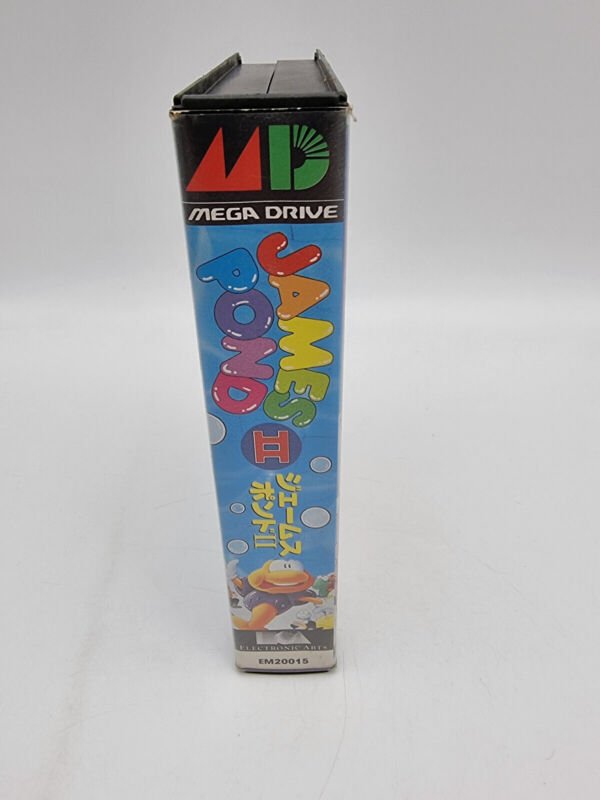 MD
MEGA DRIVE
JAMES
POND
II
ジェームス
ポンドII
ELECTRONIC ARTS
EM20015